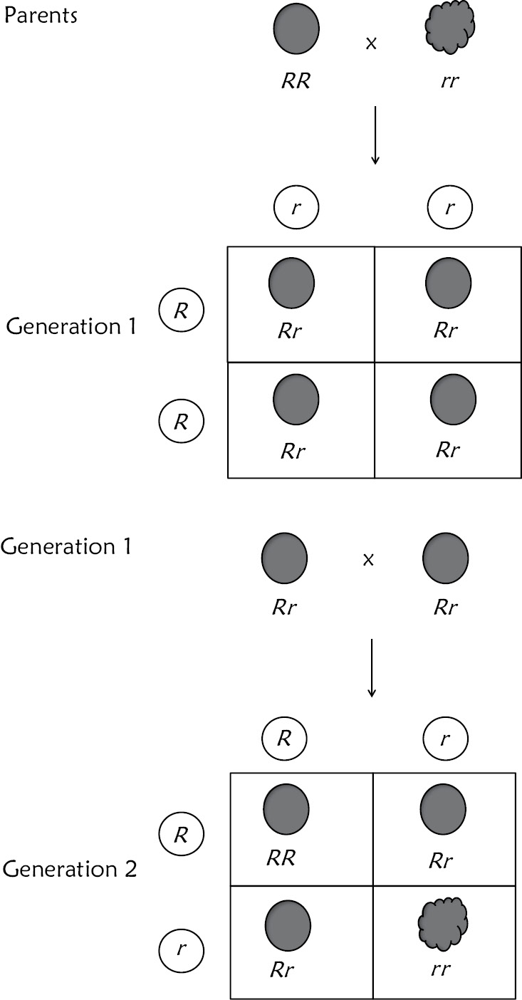 Parents
x
RR rr
r r
R
Rr Rr
Generation 1
R
Rr Rr
Generation 1
x
Rr Rr
R r
R
RR Rr
Generation 2
r
Rr rr